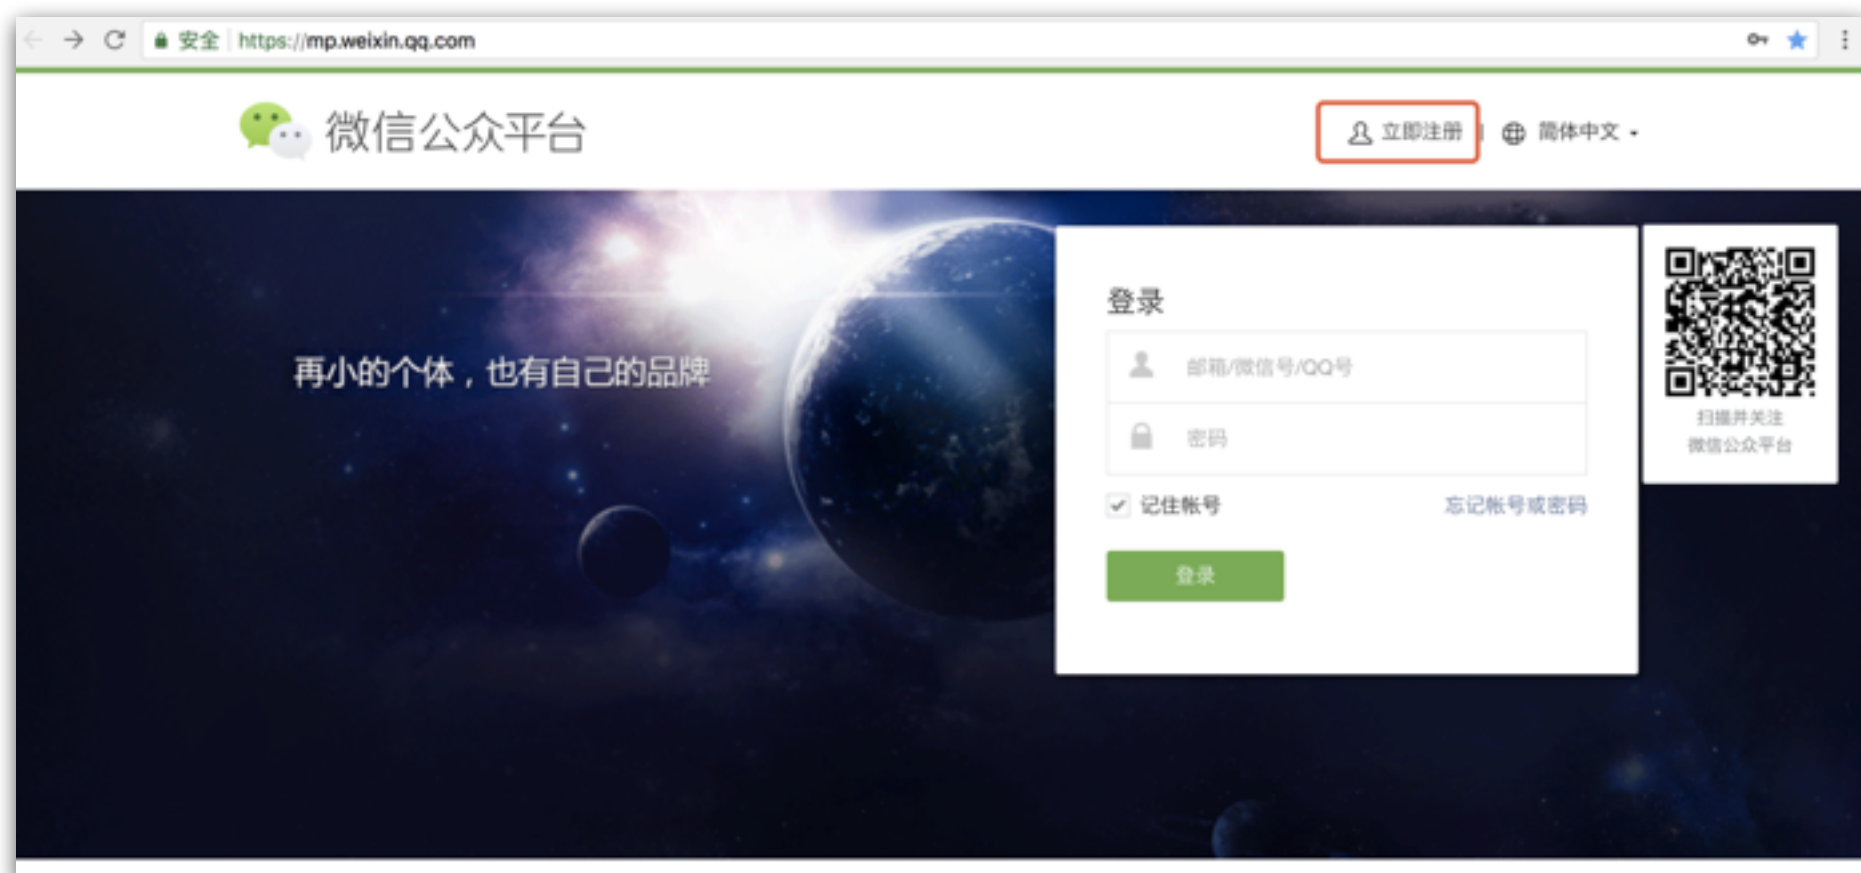 安全 https://mp.weixin.qq.com
微信公众平台
立即注册
简体中文
再小的个体，也有自己的品牌
登录
邮箱/微信号/QQ号
密码
记住帐号
忘记帐号或密码
登录
扫描并关注
微信公众平台